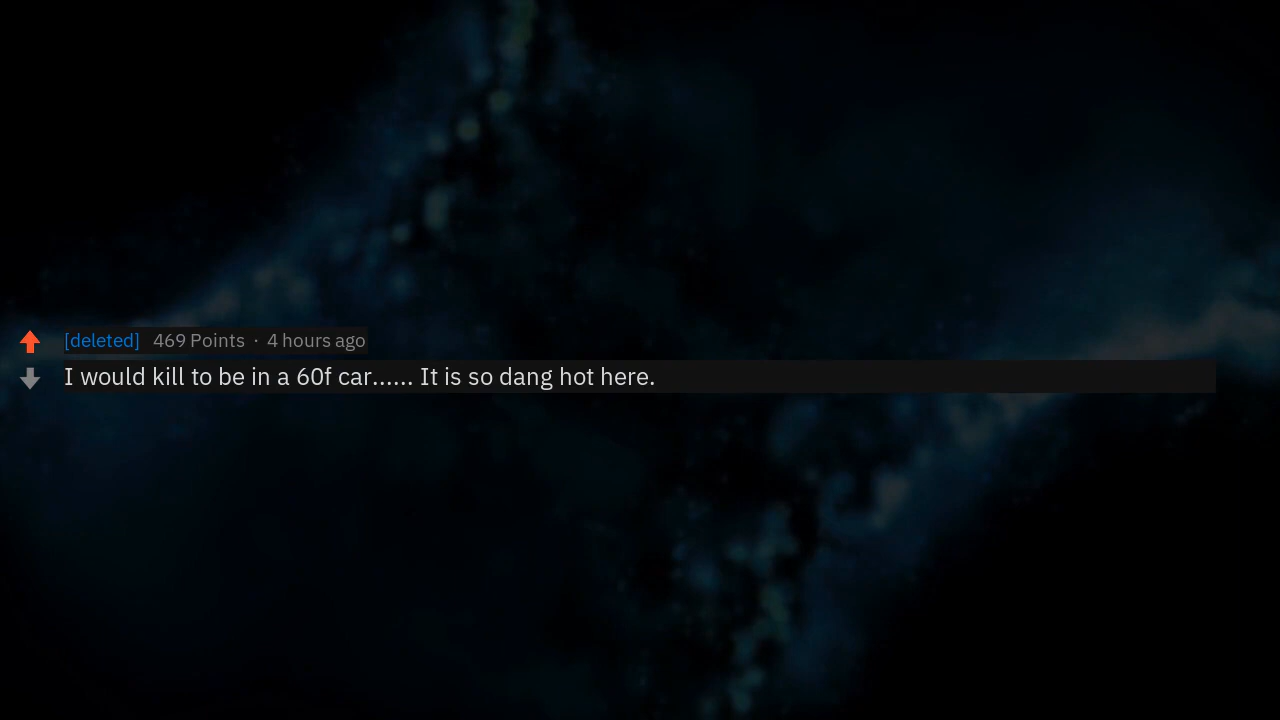 [deleted] 469 Points · 4 hours ago
I would kill to be in a 60f car...... It is so dang hot here.